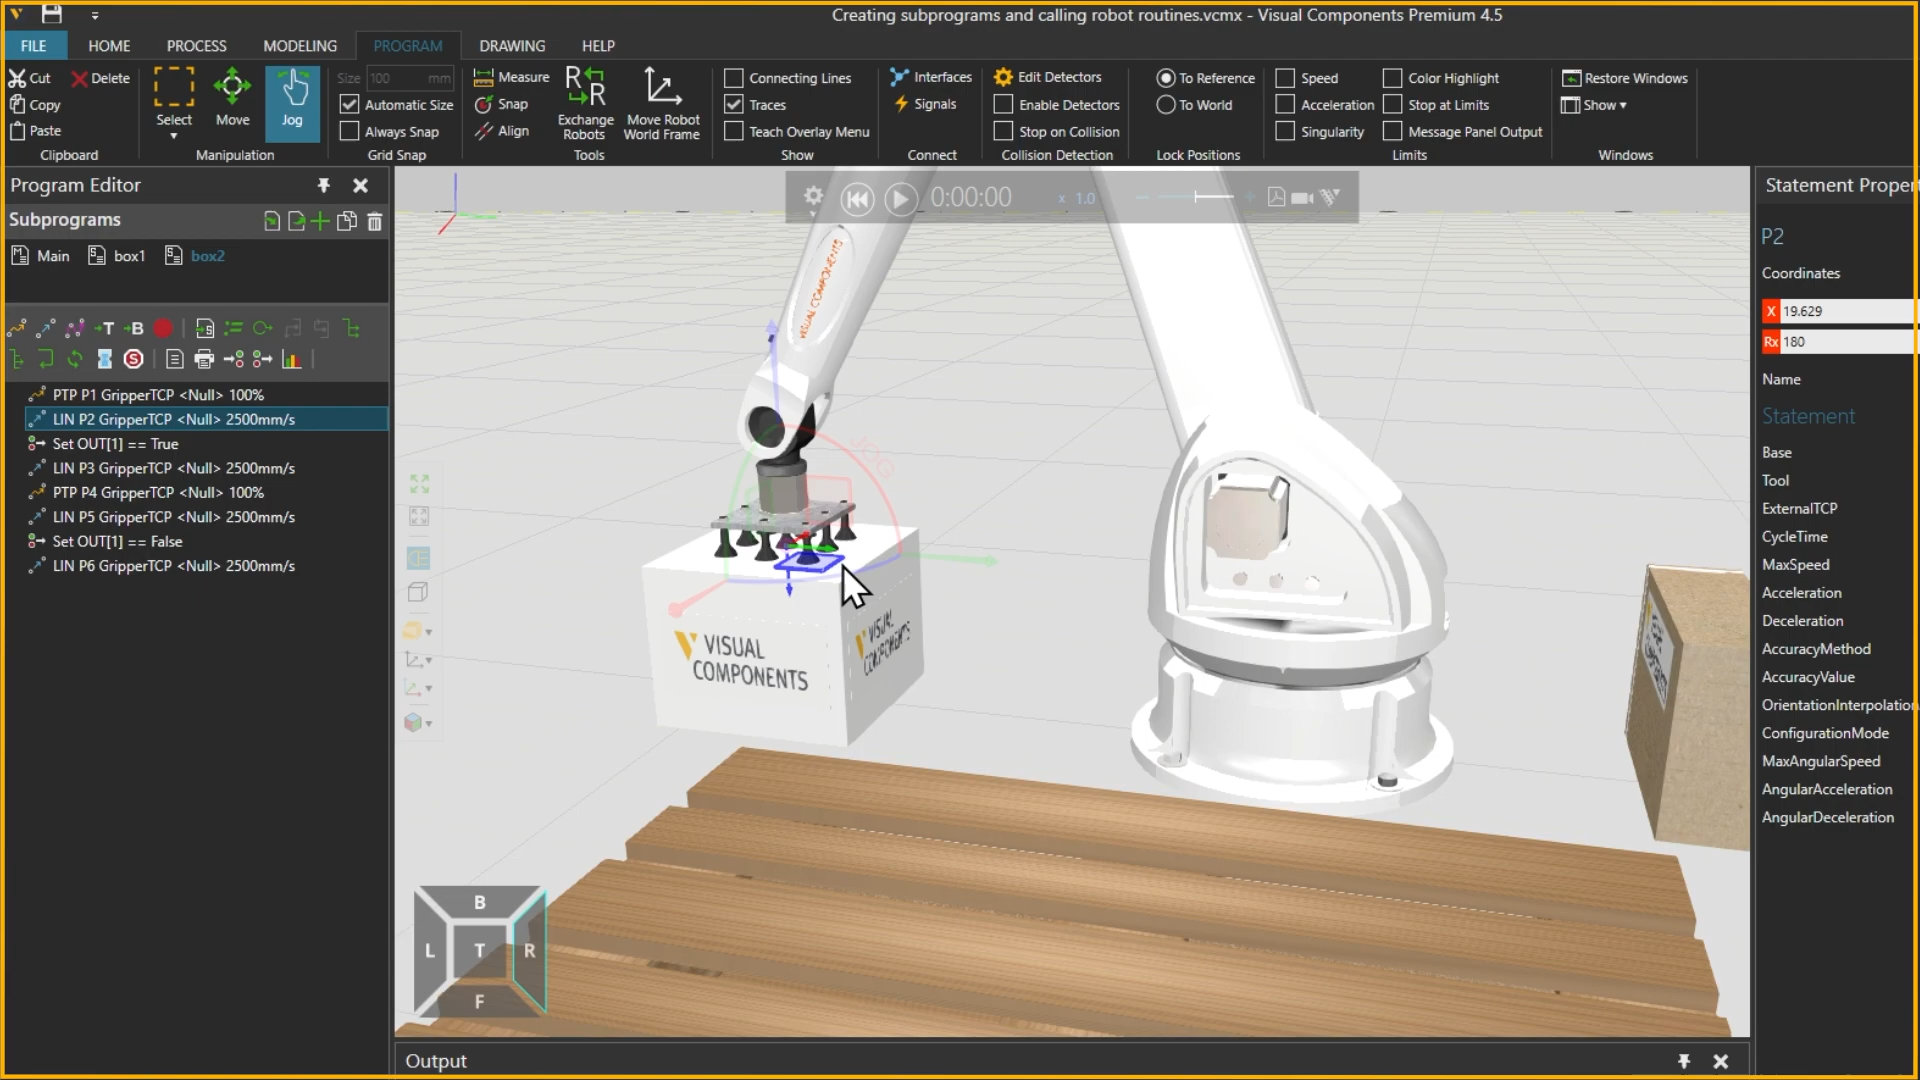 Creating subprograms and calling robot routines.vcmx - Visual Components Premium 4.5
FILE HOME PROCESS MODELING PROGRAM DRAWING HELP
Cut Delete
Copy
Paste
Clipboard
Select Move Jog
Manipulation
Size 100 mm
Automatic Size
Always Snap
Grid Snap
Measure
Snap
Align
Exchange Robots
Move Robot World Frame
Tools
Connecting Lines
Traces
Teach Overlay Menu
Show
Interfaces
Signals
Connect
Edit Detectors
Enable Detectors
Stop on Collision
Collision Detection
To Reference
To World
Lock Positions
Speed Color Highlight
Acceleration Stop at Limits
Singularity Message Panel Output
Limits
Restore Windows
Show
Windows
Program Editor
Subprograms
Main box1 box2
PTP P1 GripperTCP <Null> 100%
LIN P2 GripperTCP <Null> 2500mm/s
Set OUT[1] == True
LIN P3 GripperTCP <Null> 2500mm/s
PTP P4 GripperTCP <Null> 100%
LIN P5 GripperTCP <Null> 2500mm/s
Set OUT[1] == False
LIN P6 GripperTCP <Null> 2500mm/s
0:00:00 x 1.0
VISUAL COMPONENTS
JOG
VISUAL
COMPONENTS
VISUAL
COMPONENTS
B
L T R
F
Output
Statement Proper
P2
Coordinates
X 19.629
Rx 180
Name
Statement
Base
Tool
ExternalTCP
CycleTime
MaxSpeed
Acceleration
Deceleration
AccuracyMethod
AccuracyValue
OrientationInterpolation
ConfigurationMode
MaxAngularSpeed
AngularAcceleration
AngularDeceleration